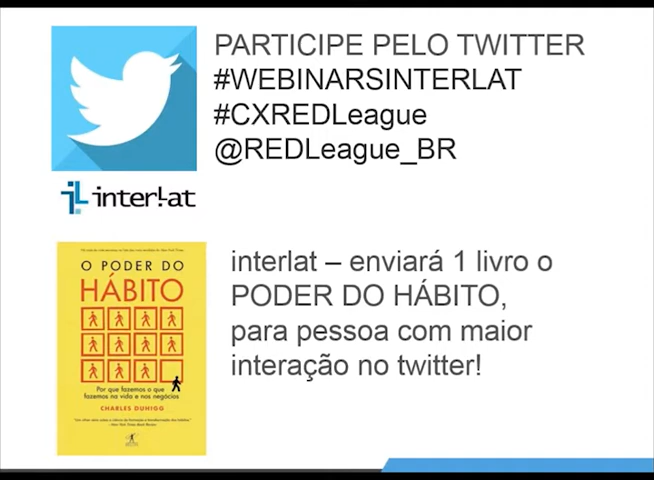 PARTICIPE PELO TWITTER
#WEBINARSINTERLAT
#CXREDLeague
@REDLeague_BR
interlat
O PODER DO
HÁBITO
Por que fazemos o que
fazemos na vida e nos negócios
CHARLES DUHIGG
interlat – enviará 1 livro o
PODER DO HÁBITO,
para pessoa com maior
interação no twitter!